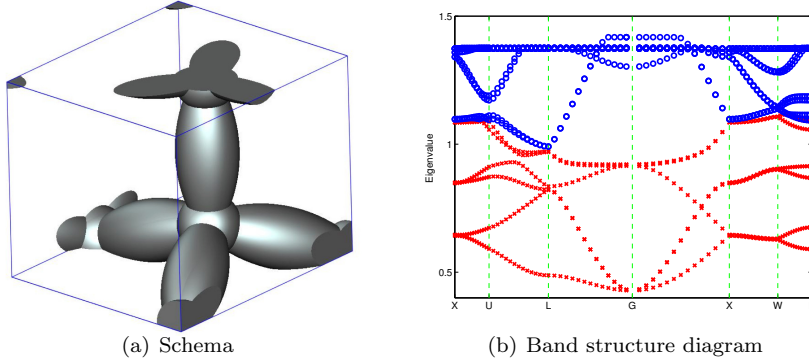 1.5
1
0.5
Eigenvalue
X U L G X W
(a) Schema
(b) Band structure diagram